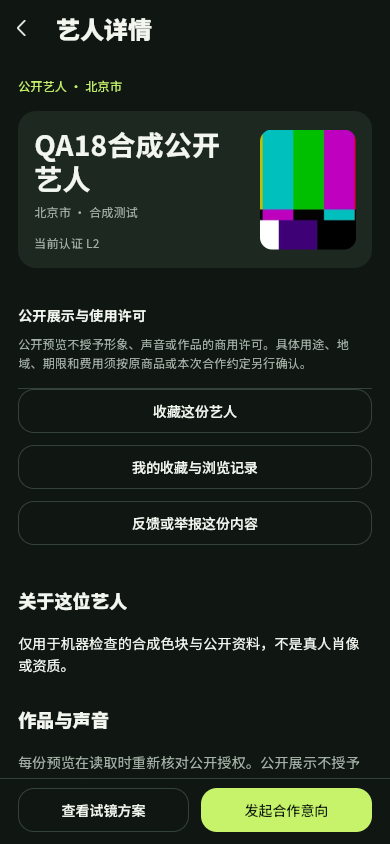 艺人详情
公开艺人 · 北京市
QA18合成公开
艺人
北京市 · 合成测试
当前认证 L2
公开展示与使用许可
公开预览不授予形象、声音或作品的商用许可。具体用途、地
域、期限和费用须按原商品或本次合作约定另行确认。
收藏这份艺人
我的收藏与浏览记录
反馈或举报这份内容
关于这位艺人
仅用于机器检查的合成色块与公开资料，不是真人肖像
或资质。
作品与声音
每份预览在读取时重新核对公开授权。公开展示不授予
查看试镜方案
发起合作意向